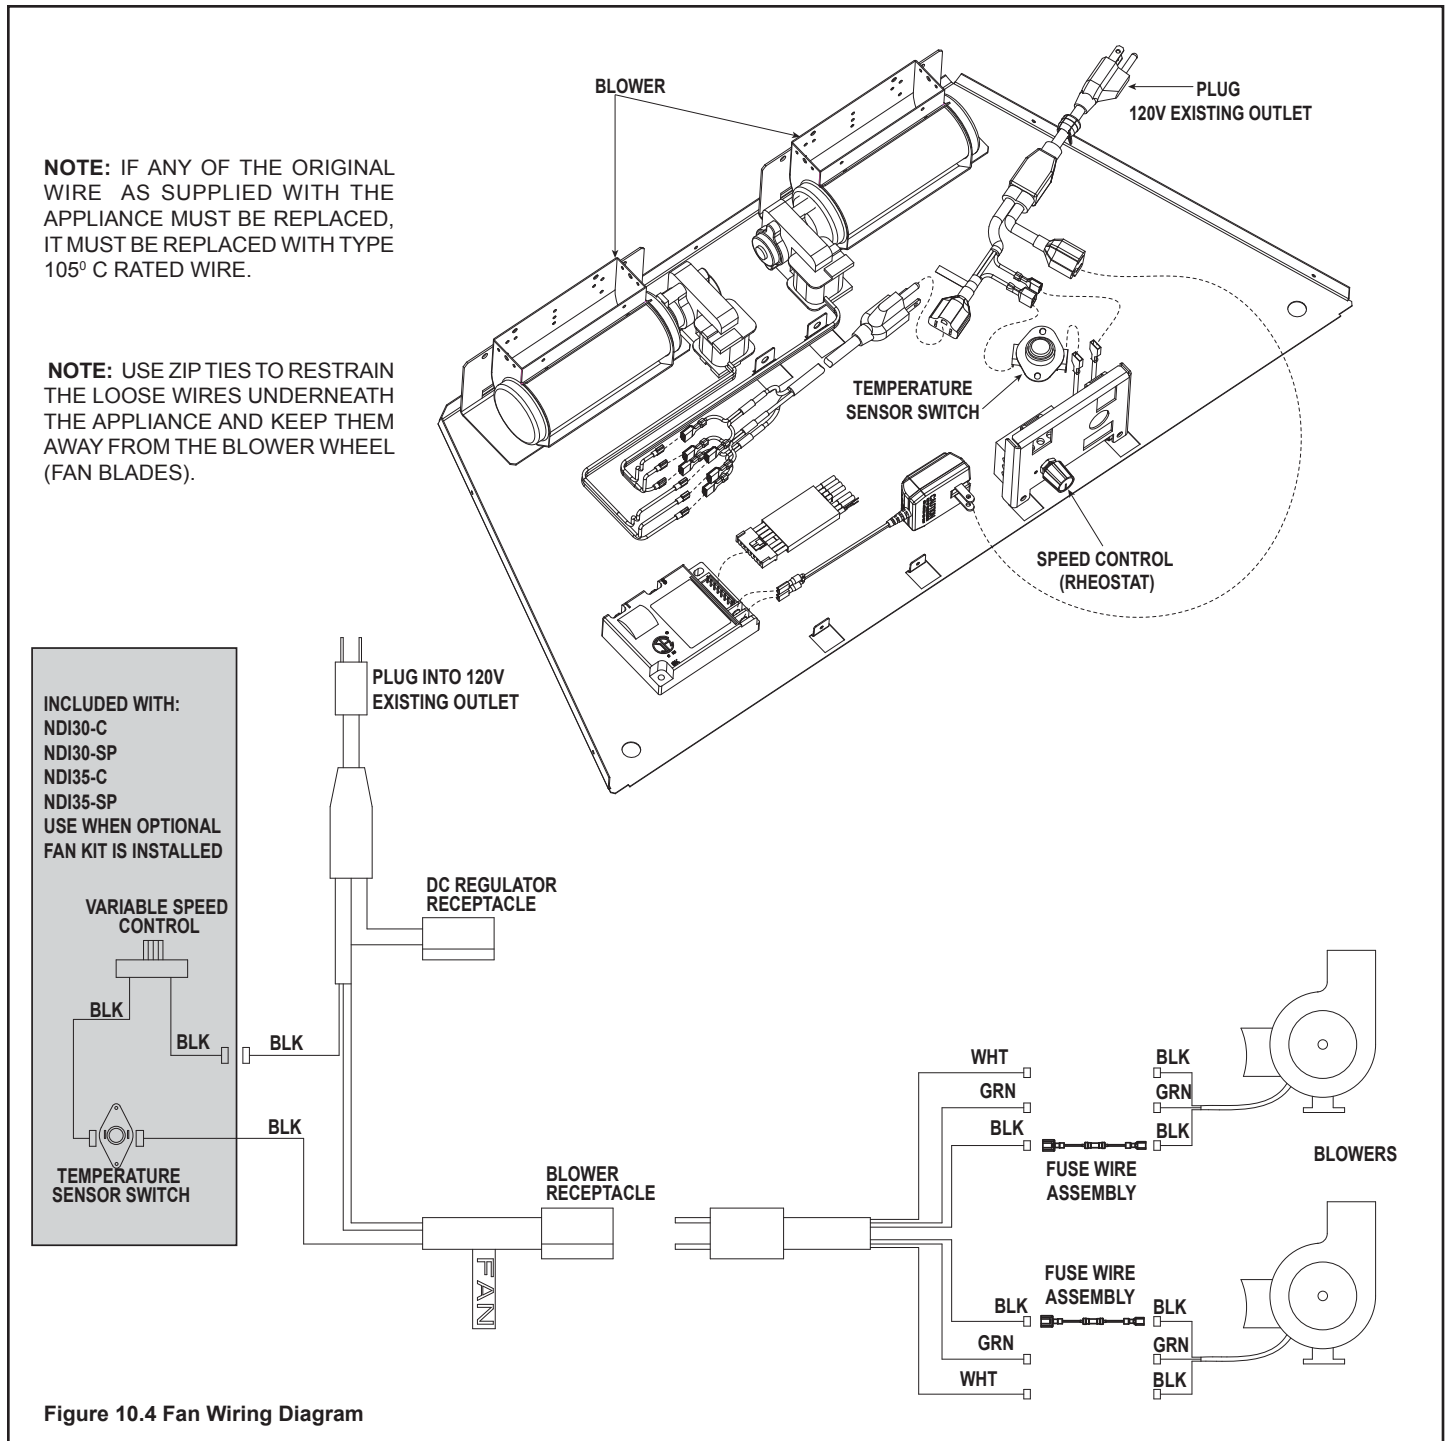 BLOWER
PLUG
120V EXISTING OUTLET
NOTE: IF ANY OF THE ORIGINAL
WIRE AS SUPPLIED WITH THE
APPLIANCE MUST BE REPLACED,
IT MUST BE REPLACED WITH TYPE
105⁰ C RATED WIRE.
NOTE: USE ZIP TIES TO RESTRAIN
THE LOOSE WIRES UNDERNEATH
THE APPLIANCE AND KEEP THEM
AWAY FROM THE BLOWER WHEEL
(FAN BLADES).
TEMPERATURE
SENSOR SWITCH
SPEED CONTROL
(RHEOSTAT)
PLUG INTO 120V
EXISTING OUTLET
INCLUDED WITH:
NDI30-C
NDI30-SP
NDI35-C
NDI35-SP
USE WHEN OPTIONAL
FAN KIT IS INSTALLED
VARIABLE SPEED
CONTROL
BLK
BLK
BLK
BLK
TEMPERATURE
SENSOR SWITCH
DC REGULATOR
RECEPTACLE
BLOWER
RECEPTACLE
FAN
WHT
GRN
BLK
BLK
GRN
BLK
FUSE WIRE
ASSEMBLY
BLOWERS
FUSE WIRE
ASSEMBLY
BLK
GRN
WHT
BLK
GRN
BLK
Figure 10.4 Fan Wiring Diagram